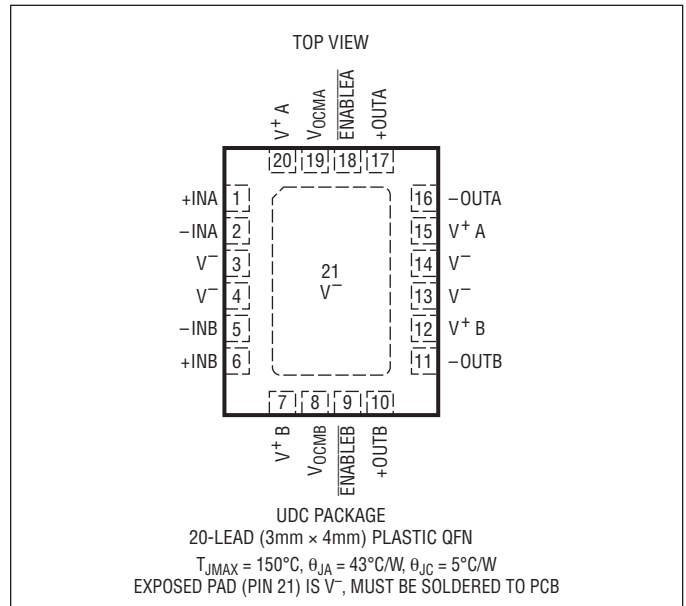 TOP VIEW
V+ A
VOCMA
ENABLEA
+OUTA
20 19 18 17
+INA 1
–INA 2
V– 3
V– 4
–INB 5
+INB 6
21
V–
16 –OUTA
15 V+ A
14 V–
13 V–
12 V+ B
11 –OUTB
7 8 9 10
V+ B
VOCMB
ENABLEB
+OUTB
UDC PACKAGE
20-LEAD (3mm × 4mm) PLASTIC QFN
TJMAX = 150°C, θJA = 43°C/W, θJC = 5°C/W
EXPOSED PAD (PIN 21) IS V–, MUST BE SOLDERED TO PCB